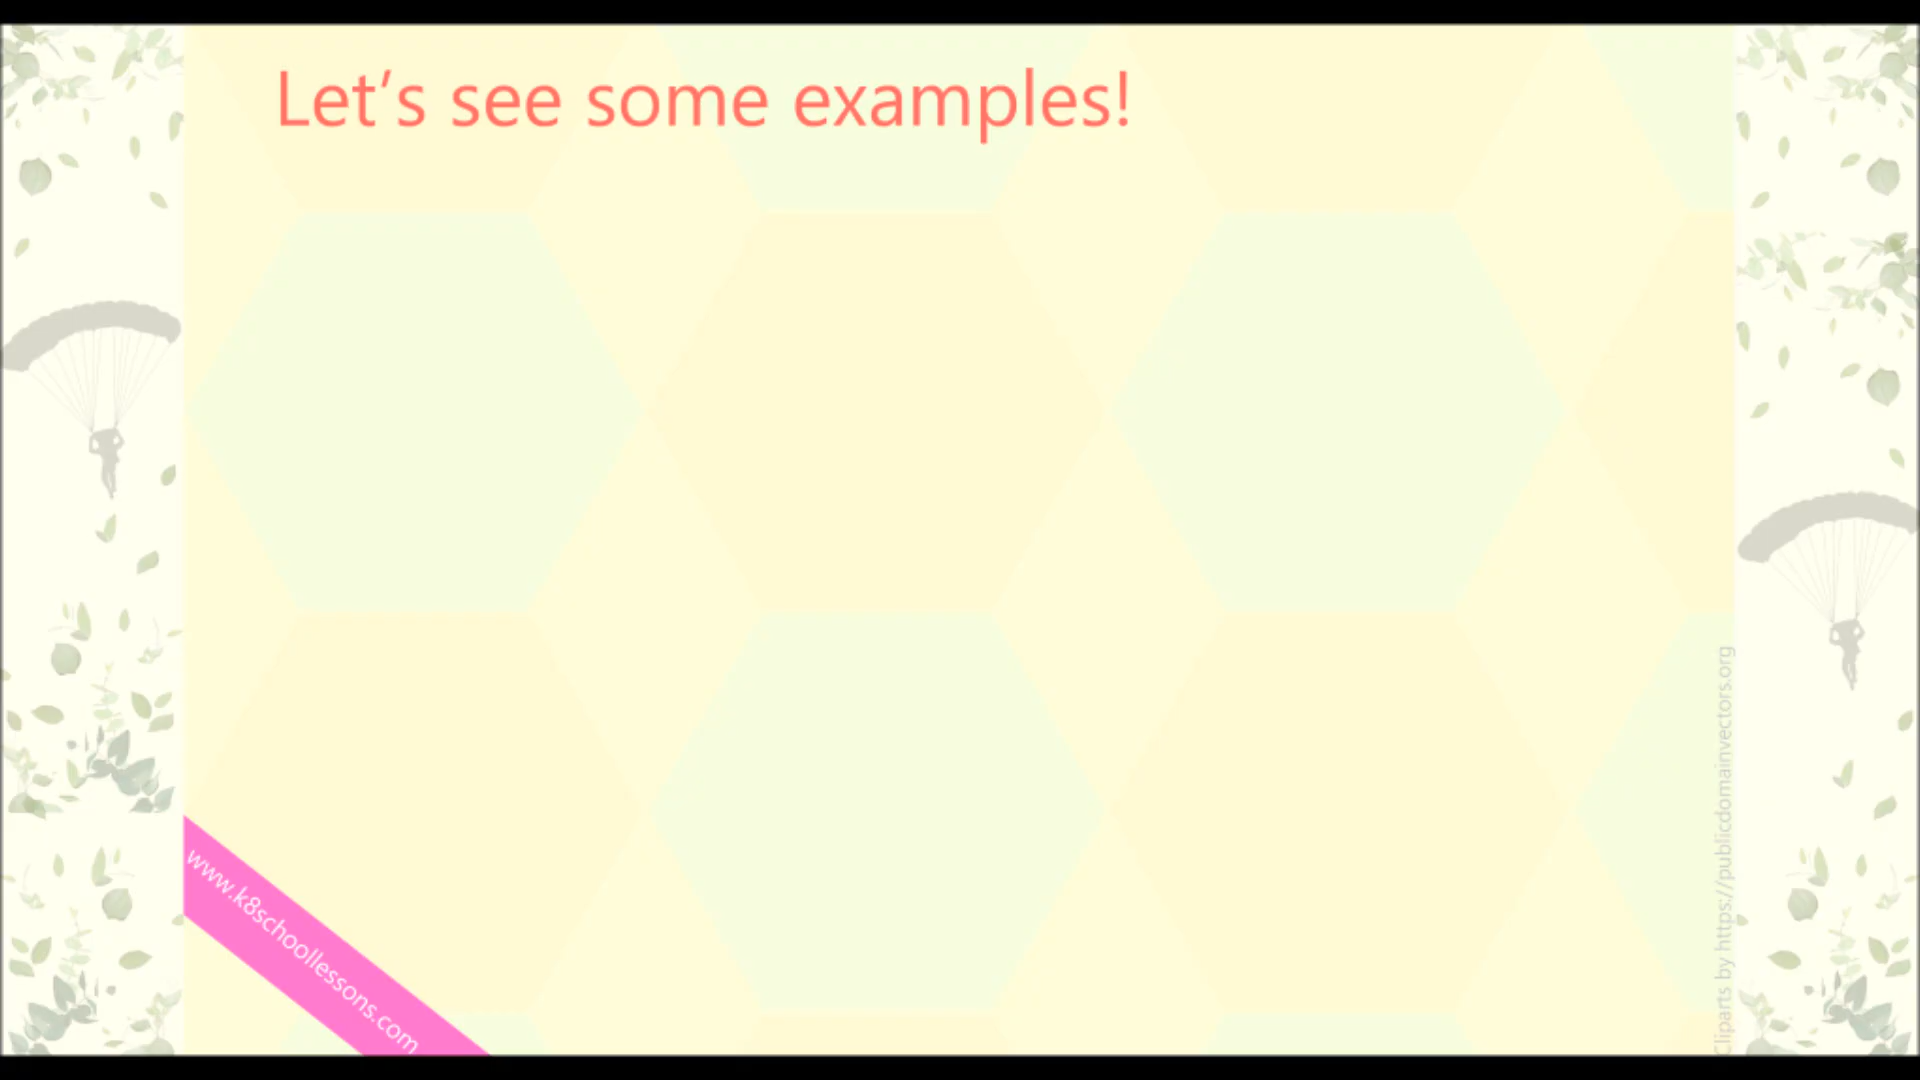 Let’s see some examples!
www.k8schoollessons.com
Cliparts by https://publicdomainvectors.org